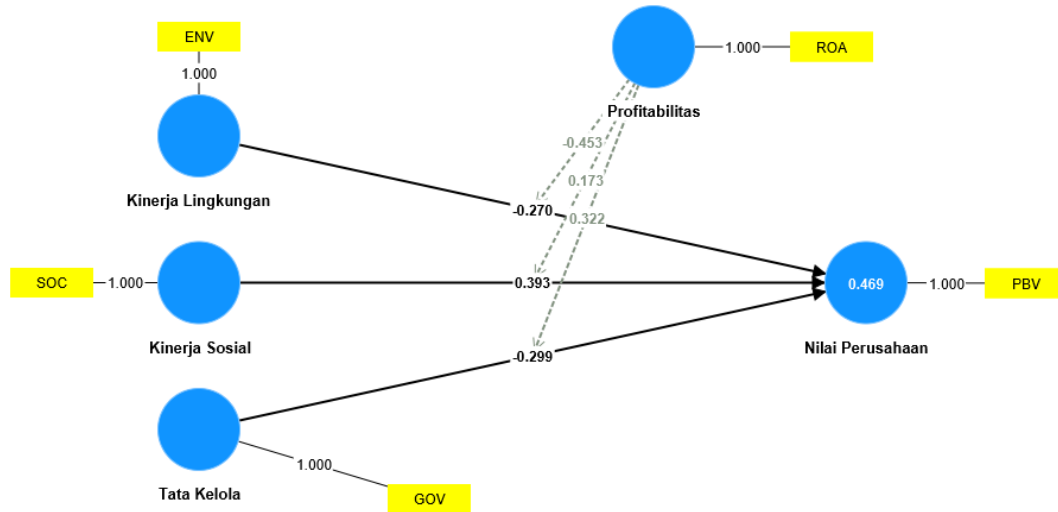 ENV
1.000
Kinerja Lingkungan
1.000
ROA
Profitabilitas
-0.453
0.173
0.322
-0.270
SOC
1.000
Kinerja Sosial
0.393
0.469
1.000
PBV
Nilai Perusahaan
-0.299
Tata Kelola
1.000
GOV